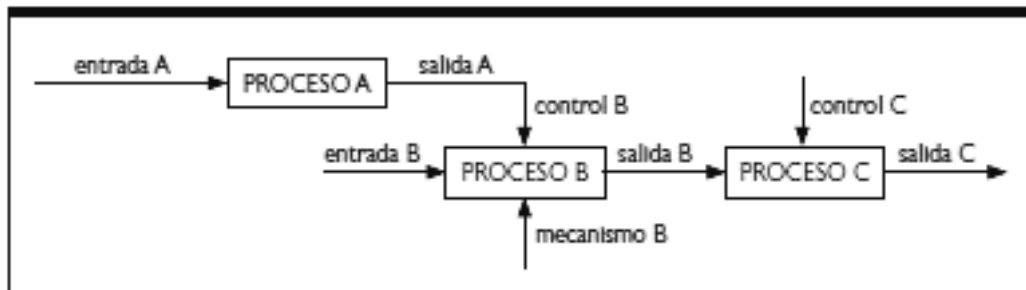 entrada A
PROCESO A
salida A
control B
control C
entrada B
PROCESO B
salida B
PROCESO C
salida C
mecanismo B